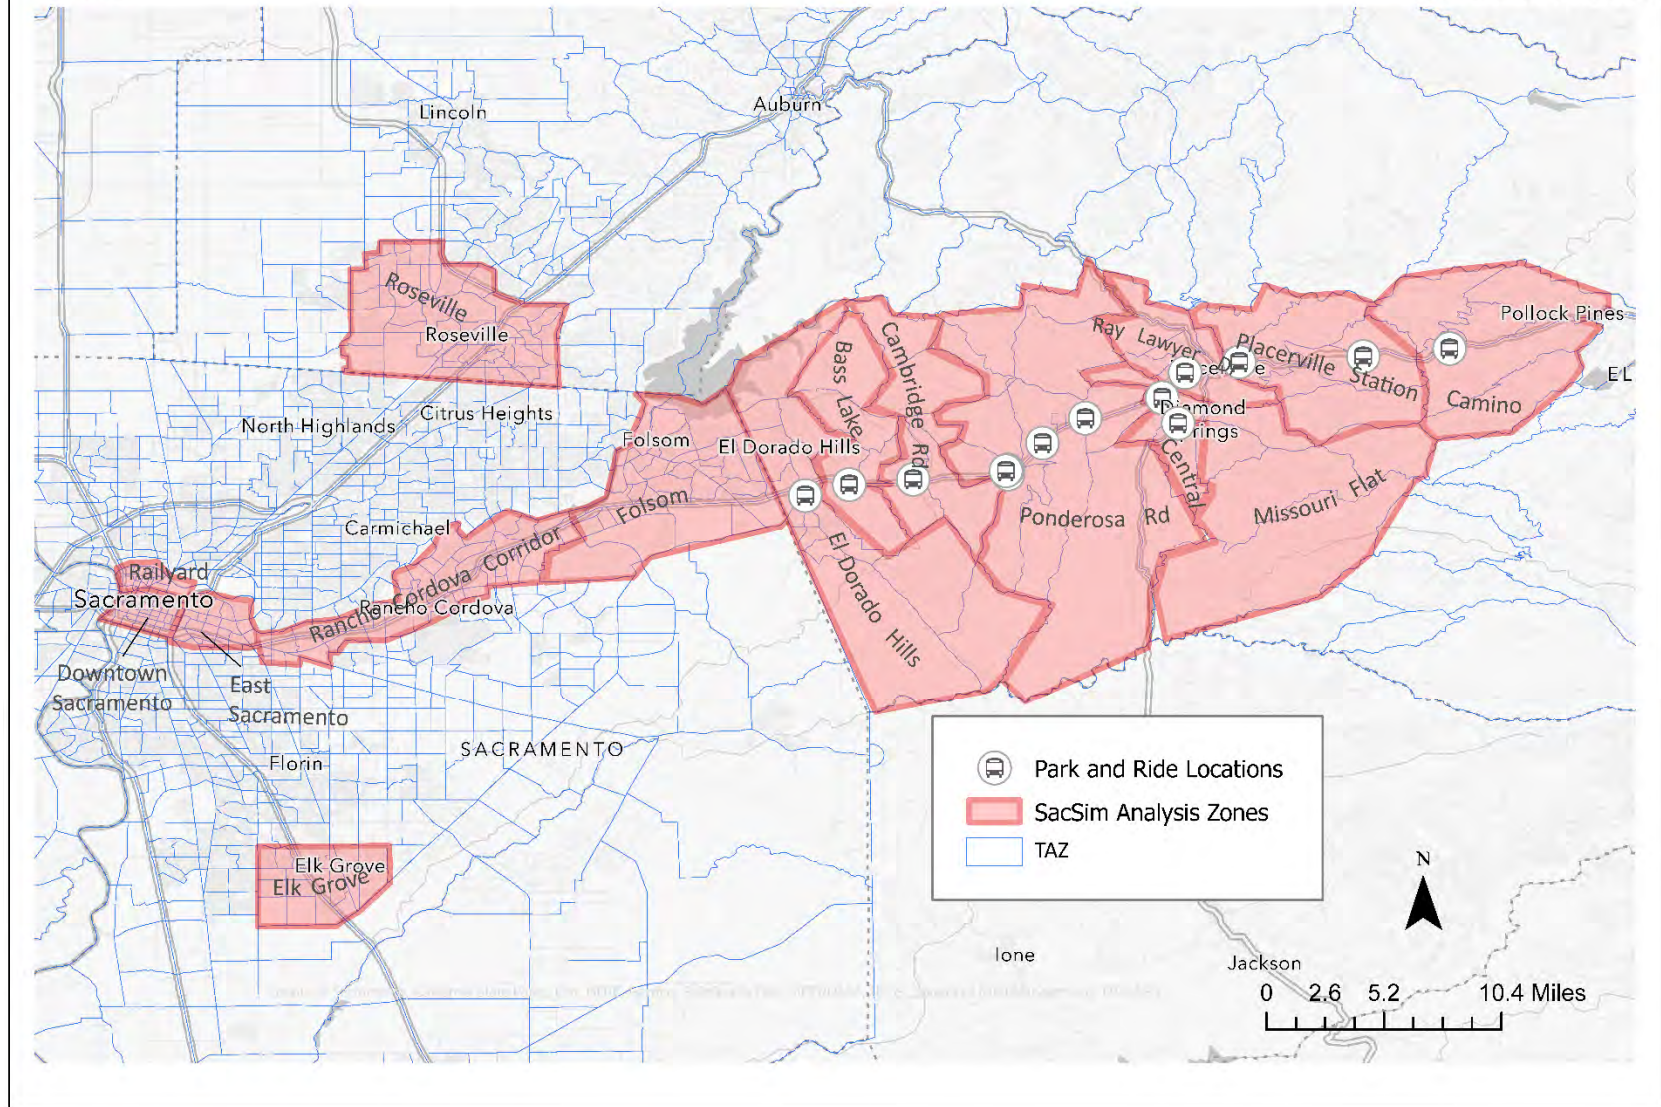 Auburn
Lincoln
Roseville
Roseville
Pollock Pines
Ray Lawyer D
Placerville Station
Bass Lake
Cambridge Rd
EL
Camino
Citrus Heights
North Highlands
Folsom
El Dorado Hills
Diamond
rings
Central
Missouri Flat
Folsom
Ponderosa Rd
Carmichael
Rancho Cordova Corridor
El Dorado Hills
Railyard
Sacramento
Rancho Cordova
Downtown
Sacramento
East
Sacramento
SACRAMENTO
Florin
Park and Ride Locations
SacSim Analysis Zones
TAZ
Elk Grove
Elk Grove
N
Ione
Jackson
0 2.6 5.2 10.4 Miles